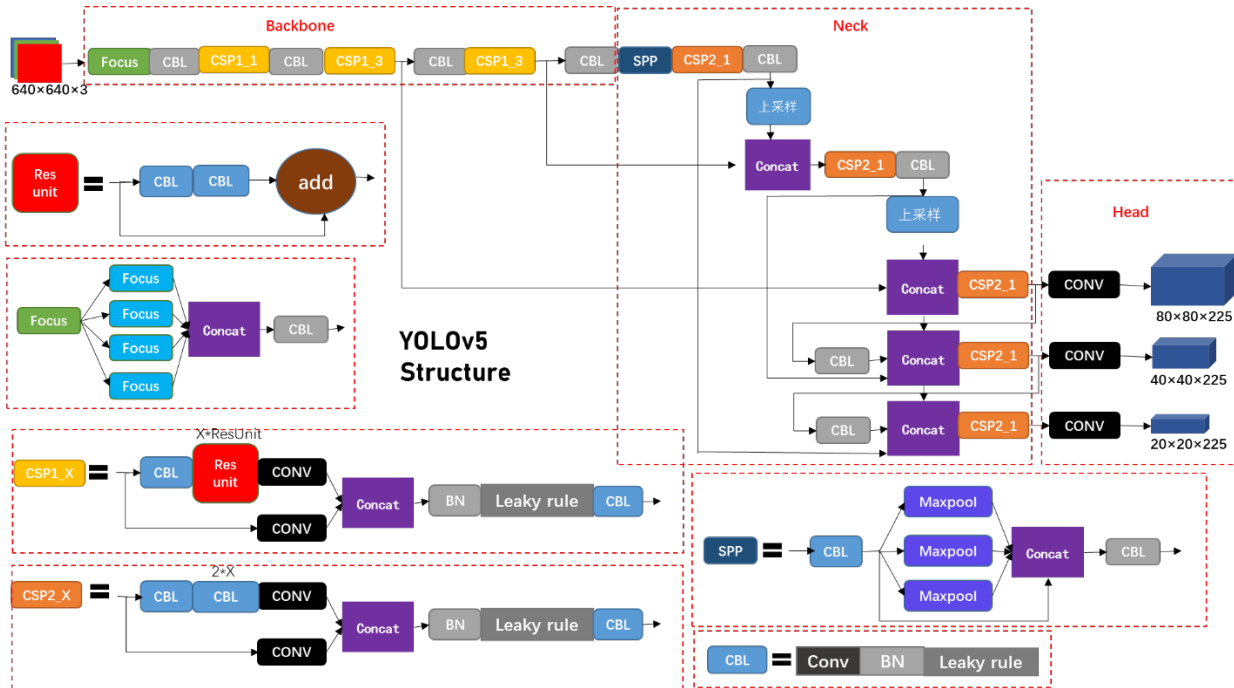 Backbone
Neck
Focus CBL CSP1_1 CBL CSP1_3 CBL CSP1_3 CBL SPP CSP2_1 CBL
640×640×3
上采样
Concat CSP2_1 CBL
上采样
Head
Concat CSP2_1 CONV
80×80×225
CBL Concat CSP2_1 CONV
40×40×225
CBL Concat CSP2_1 CONV
20×20×225
Res
unit
= CBL CBL add
Focus
Focus
Focus
Focus
Focus
Concat CBL
YOLOv5
Structure
X*ResUnit
CSP1_X = CBL Res
unit
CONV
CONV
Concat BN Leaky rule CBL
2*X
CSP2_X = CBL CBL CONV
CONV
Concat BN Leaky rule CBL
SPP = CBL
Maxpool
Maxpool
Maxpool
Concat CBL
CBL = Conv BN Leaky rule